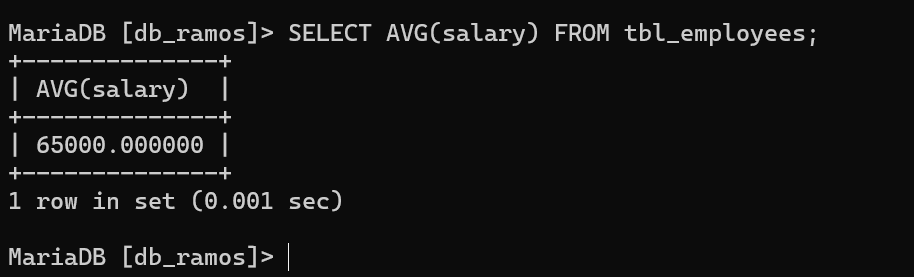 MariaDB [db_ramos]> SELECT AVG(salary) FROM tbl_employees;
+--------------+
| AVG(salary)  |
+--------------+
| 65000.000000 |
+--------------+
1 row in set (0.001 sec)
MariaDB [db_ramos]>